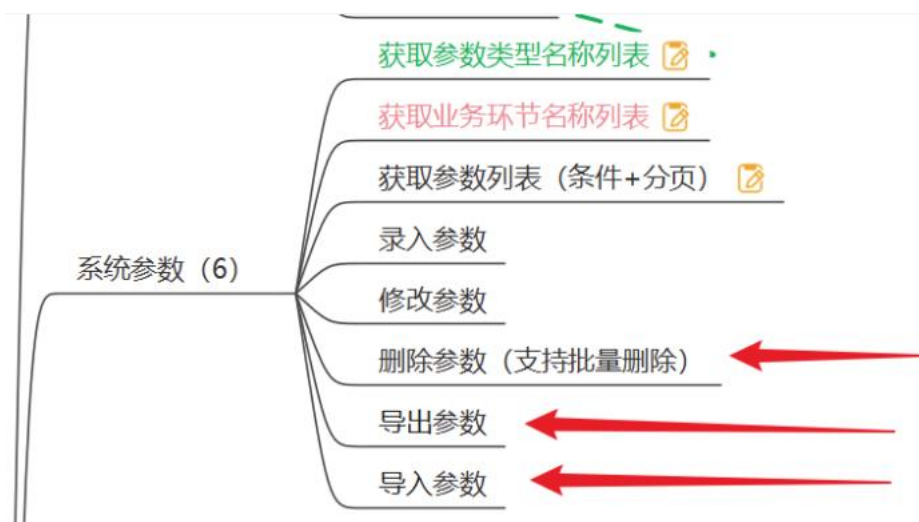 获取参数类型名称列表
获取业务环节名称列表
获取参数列表（条件+分页）
录入参数
系统参数（6）
修改参数
删除参数（支持批量删除）
导出参数
导入参数